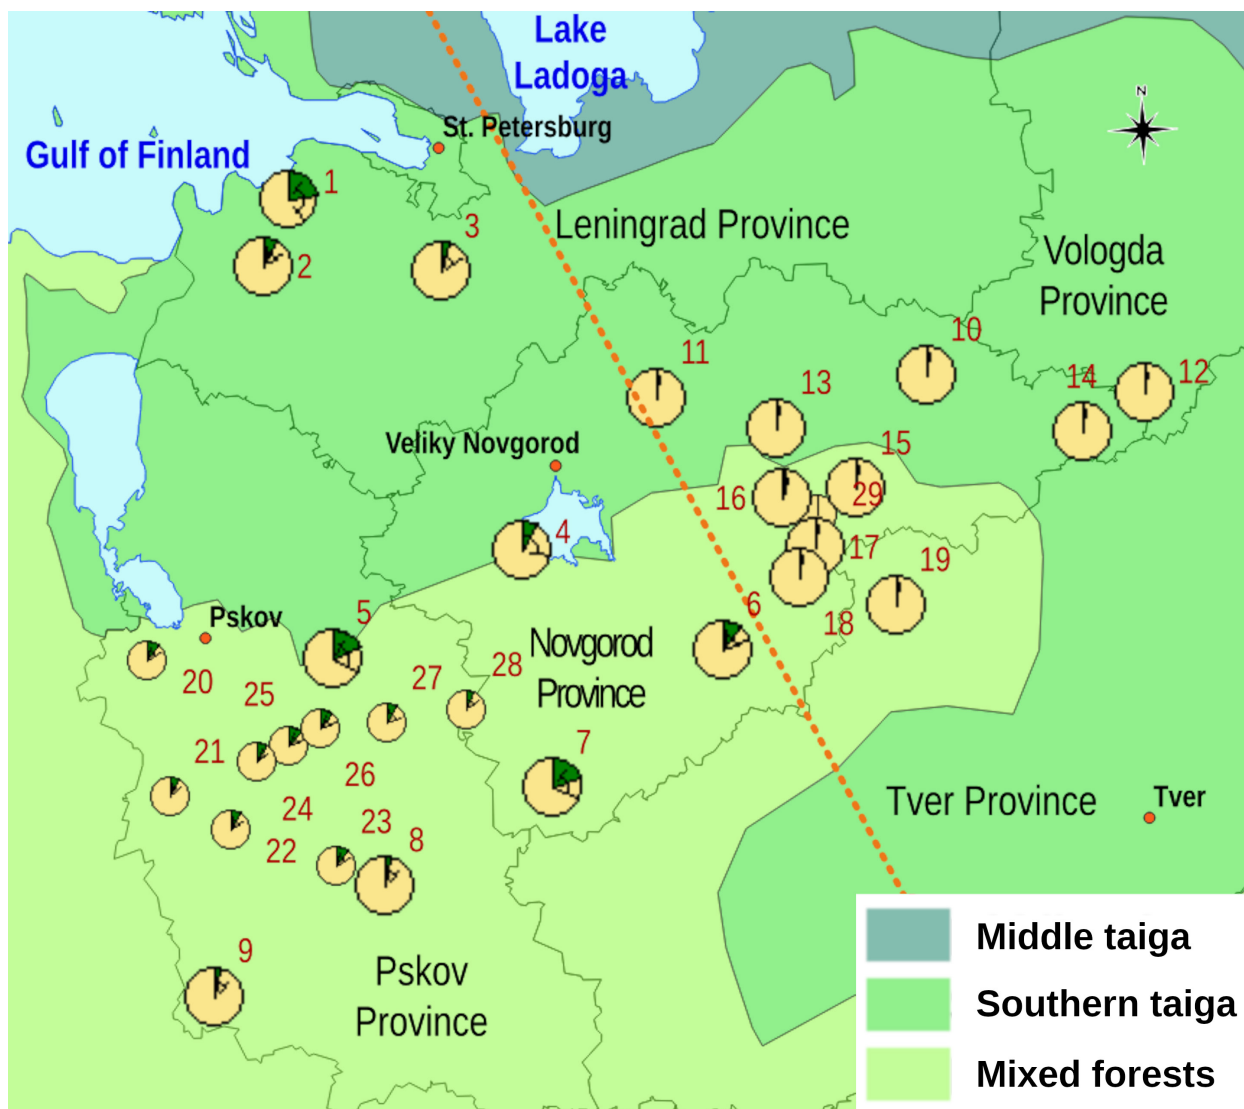 Lake
Ladoga
N
St. Petersburg
Gulf of Finland
1
3
Leningrad Province
2
Vologda
Province
10
11
14
12
13
Veliky Novgorod
15
16
29
4
17
19
6
5
Pskov
18
Novgorod
Province
20
25
27
28
21
7
26
24
23
Tver Province
Tver
22
8
9
Pskov
Province
Middle taiga
Southern taiga
Mixed forests